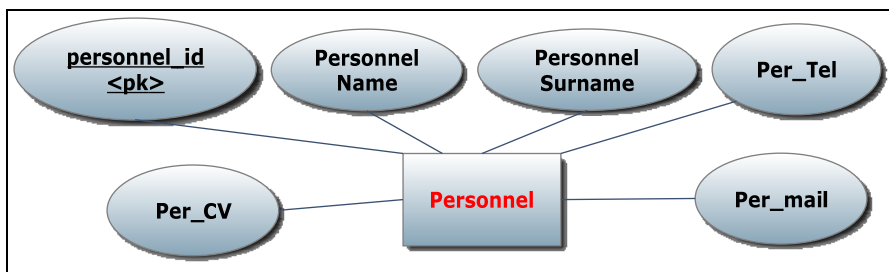 personnel_id
<pk>
Personnel
Name
Personnel
Surname
Per_Tel
Per_CV
Personnel
Per_mail